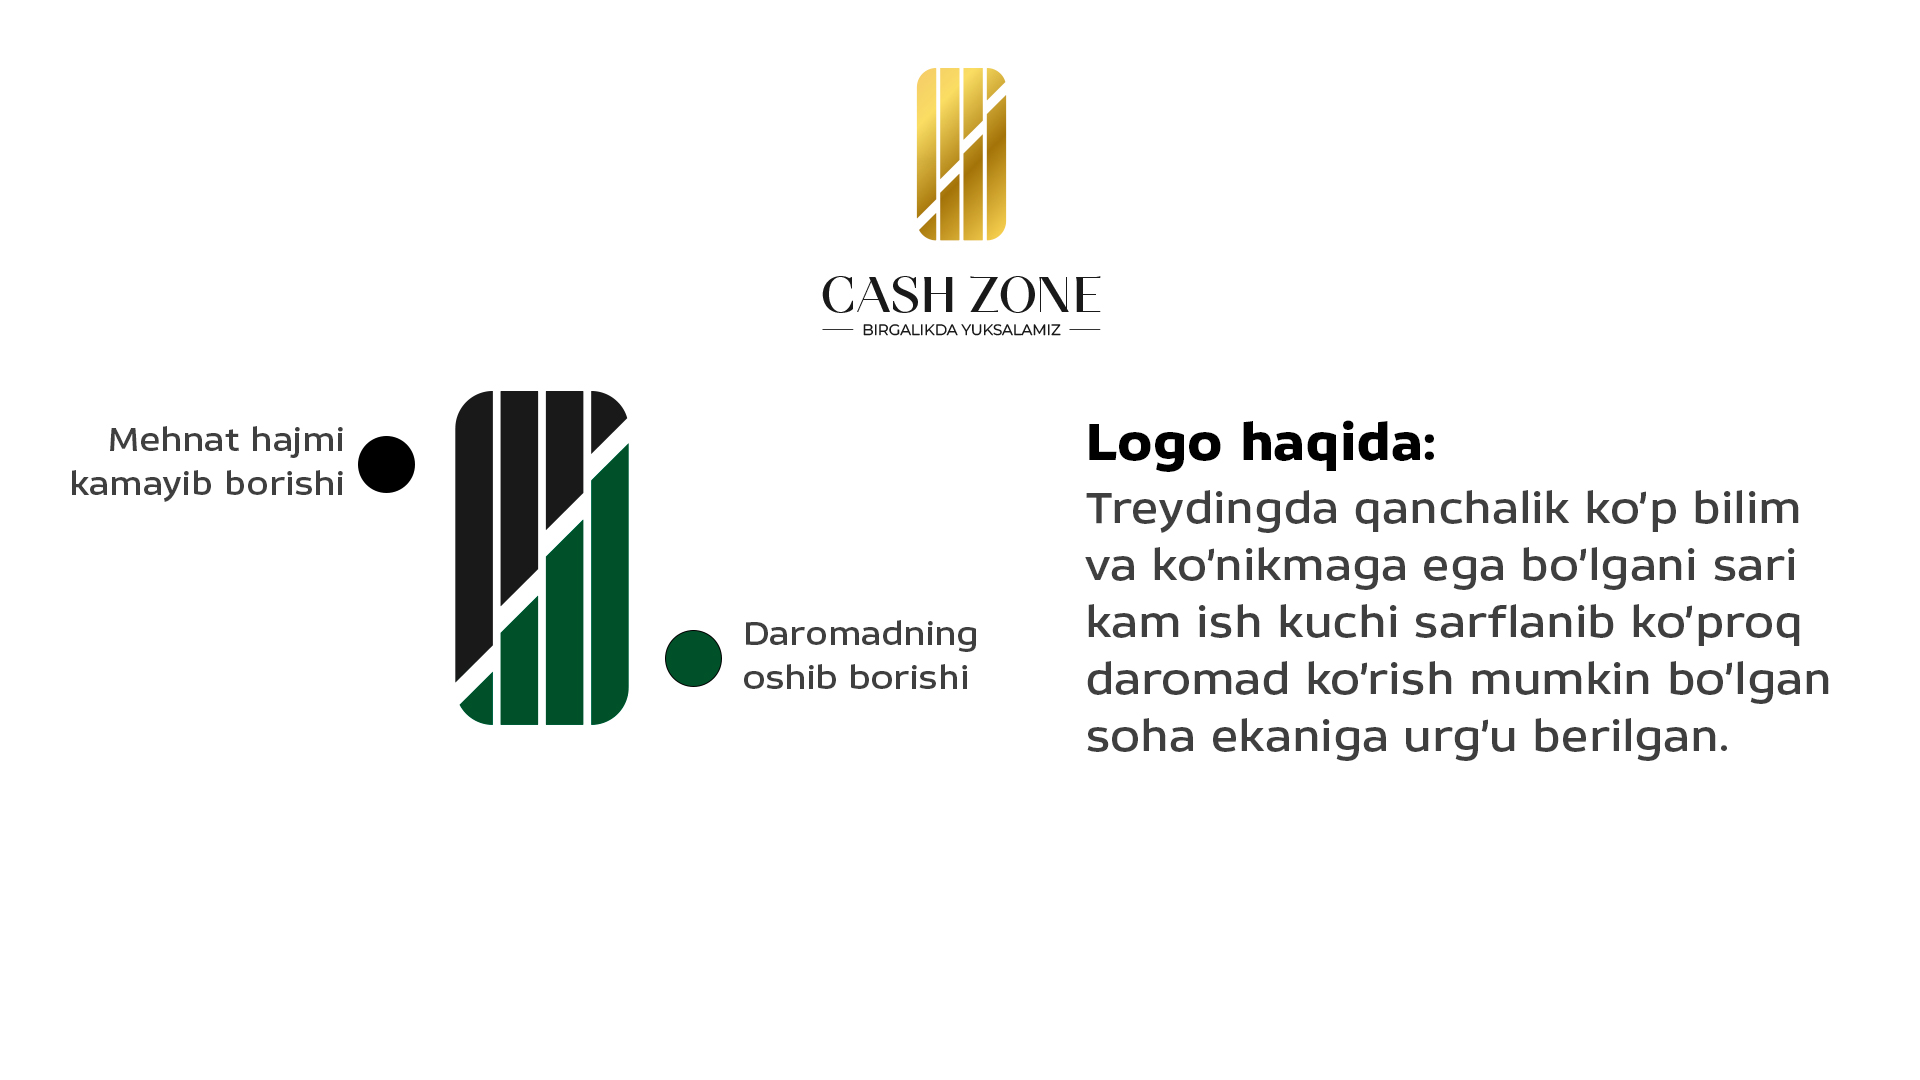 CASH ZONE
BIRGALIKDA YUKSALAMIZ
Mehnat hajmi
kamayib borishi
Daromadning
oshib borishi
Logo haqida:
Treydingda qanchalik ko'p bilim
va ko'nikmaga ega bo'lgani sari
kam ish kuchi sarflanib ko'proq
daromad ko'rish mumkin bo'lgan
soha ekaniga urg'u berilgan.